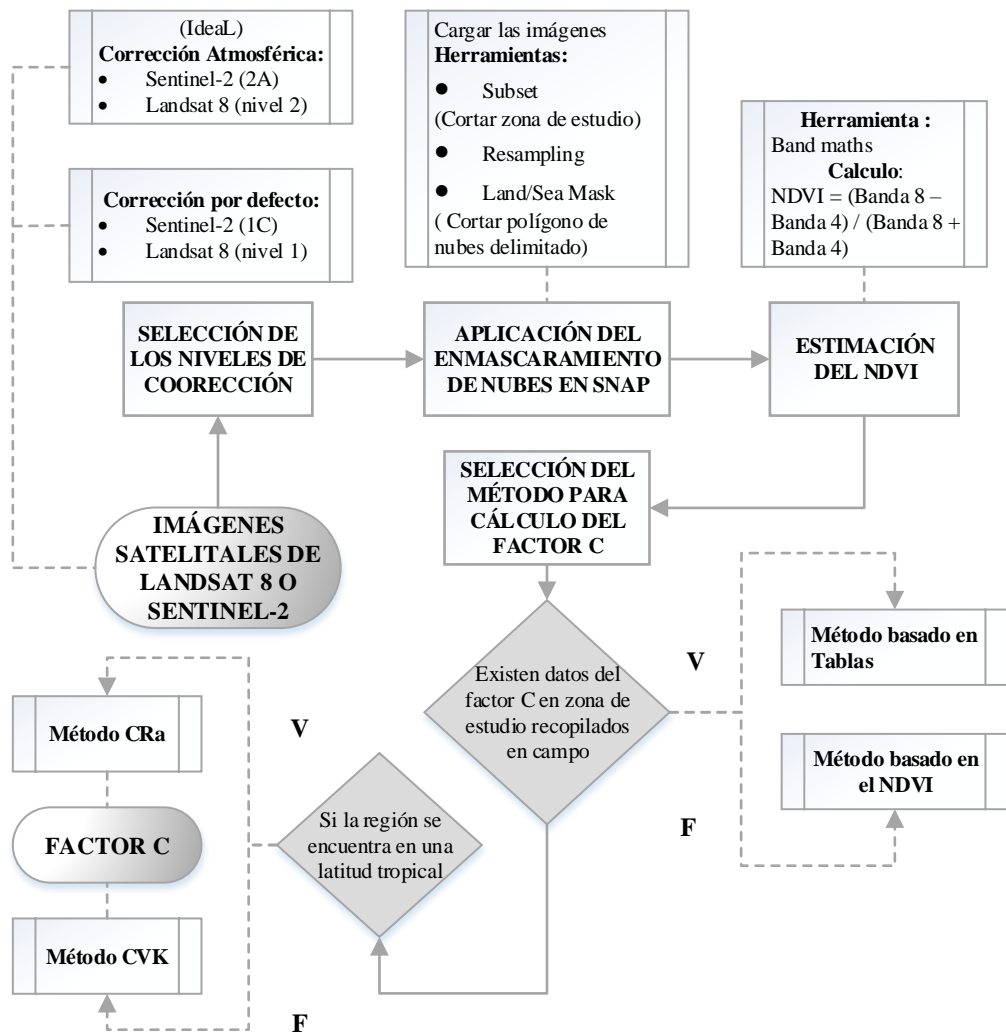 (IdeaL)
Corrección Atmosférica:
• Sentinel-2 (2A)
• Landsat 8 (nivel 2)
Corrección por defecto:
• Sentinel-2 (1C)
• Landsat 8 (nivel 1)
Cargar las imágenes
Herramientas:
• Subset
(Cortar zona de estudio)
• Resampling
• Land/Sea Mask
( Cortar polígono de
nubes delimitado)
Herramienta :
Band maths
Calculo:
NDVI = (Banda 8 –
Banda 4) / (Banda 8 +
Banda 4)
SELECCIÓN DE
LOS NIVELES DE
COORECCIÓN
APLICACIÓN DEL
ENMASCARAMIENTO
DE NUBES EN SNAP
ESTIMACIÓN
DEL NDVI
SELECCIÓN DEL
MÉTODO PARA
CÁLCULO DEL
FACTOR C
IMÁGENES
SATELITALES DE
LANDSAT 8 O
SENTINEL-2
Existen datos del
factor C en zona de
estudio recopilados
en campo
V
Método basado en
Tablas
F
Método basado en
el NDVI
Si la región se
encuentra en una
latitud tropical
V
Método CRa
FACTOR C
Método CVK
F